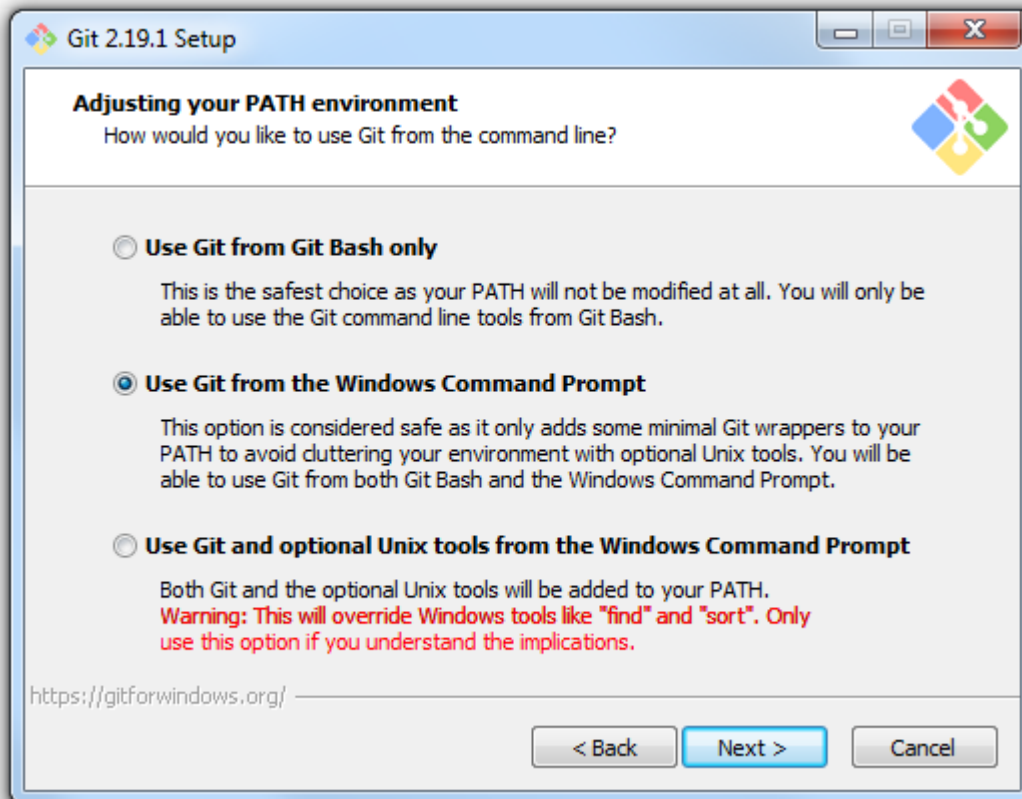 Git 2.19.1 Setup
Adjusting your PATH environment
How would you like to use Git from the command line?
Use Git from Git Bash only
This is the safest choice as your PATH will not be modified at all. You will only be
able to use the Git command line tools from Git Bash.
Use Git from the Windows Command Prompt
This option is considered safe as it only adds some minimal Git wrappers to your
PATH to avoid cluttering your environment with optional Unix tools. You will be
able to use Git from both Git Bash and the Windows Command Prompt.
Use Git and optional Unix tools from the Windows Command Prompt
Both Git and the optional Unix tools will be added to your PATH.
Warning: This will override Windows tools like "find" and "sort". Only
use this option if you understand the implications.
https://gitforwindows.org/
< Back Next > Cancel